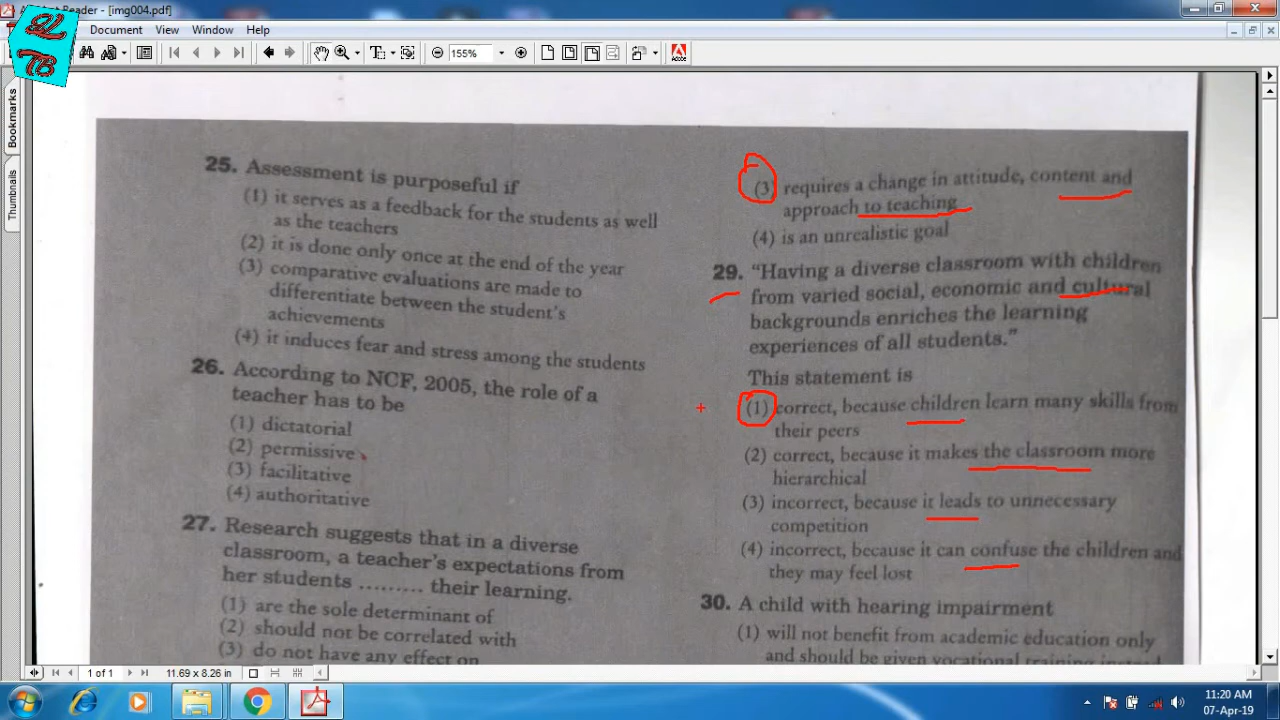 Reader - [img004.pdf]
Document View Window Help
155%
Bookmarks
Thumbnails
25. Assessment is purposeful if
(1) it serves as a feedback for the students as well
as the teachers
(2) it is done only once at the end of the year
(3) comparative evaluations are made to
differentiate between the student's
achievements
(4) it induces fear and stress among the students
26. According to NCF, 2005, the role of a
teacher has to be
(1) dictatorial
(2) permissive
(3) facilitative
(4) authoritative
27. Research suggests that in a diverse
classroom, a teacher's expectations from
her students ......... their learning.
(1) are the sole determinant of
(2) should not be correlated with
(3) do not have any effect on
(3) requires a change in attitude, content and
approach to teaching
(4) is an unrealistic goal
29. "Having a diverse classroom with children
from varied social, economic and cultural
backgrounds enriches the learning
experiences of all students."
This statement is
(1) correct, because children learn many skills from
their peers
(2) correct, because it makes the classroom more
hierarchical
(3) incorrect, because it leads to unnecessary
competition
(4) incorrect, because it can confuse the children and
they may feel lost
30. A child with hearing impairment
(1) will not benefit from academic education only
and should be given vocational training instead
1 of 1
11.69 x 8.26 in
11:20 AM
07-Apr-19